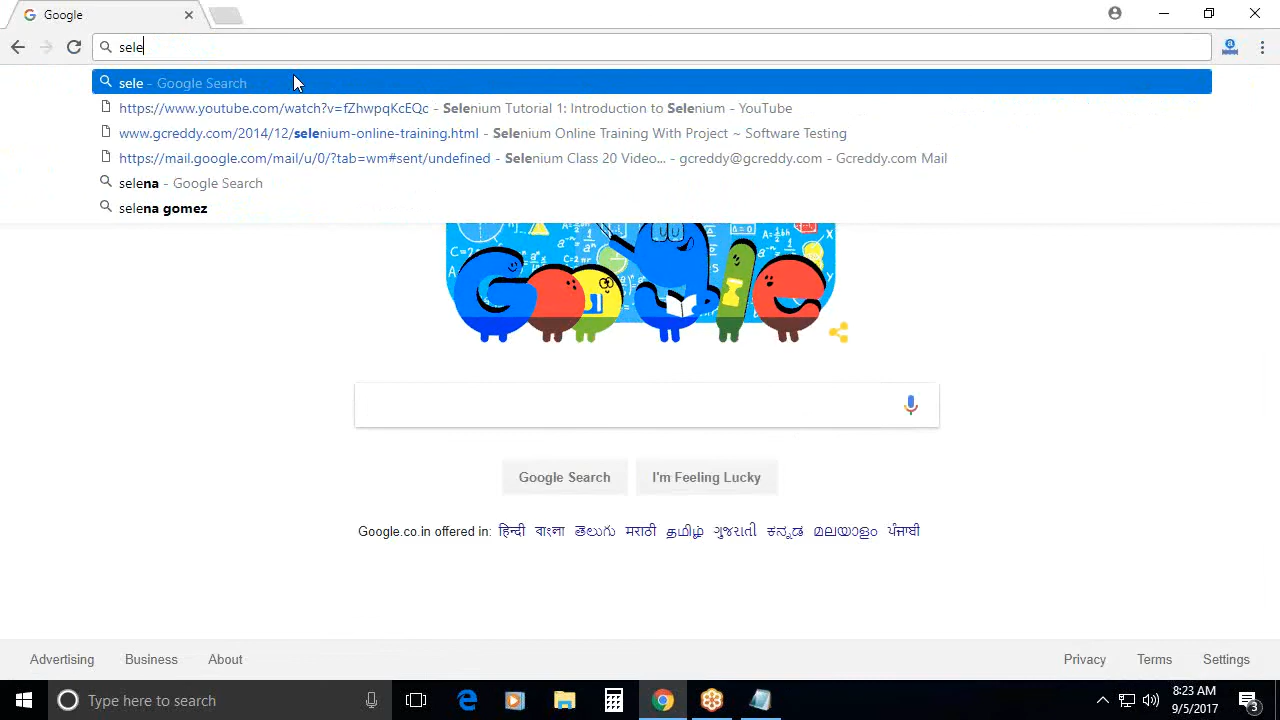 Google
sele
sele - Google Search
https://www.youtube.com/watch?v=fZhwpqKcEQc - Selenium Tutorial 1: Introduction to Selenium - YouTube
www.gcreddy.com/2014/12/selenium-online-training.html - Selenium Online Training With Project ~ Software Testing
https://mail.google.com/mail/u/0/?tab=wm#sent/undefined - Selenium Class 20 Video... - gcreddy@gcreddy.com - Gcreddy.com Mail
selena - Google Search
selena gomez
Google Search I'm Feeling Lucky
Google.co.in offered in: हिन्दी বাংলা తెలుగు मराठी தமிழ் ગુજરાતી ಕನ್ನಡ മലയാളം ਪੰਜਾਬੀ
Advertising Business About Privacy Terms Settings
Type here to search
8:23 AM
9/5/2017
3